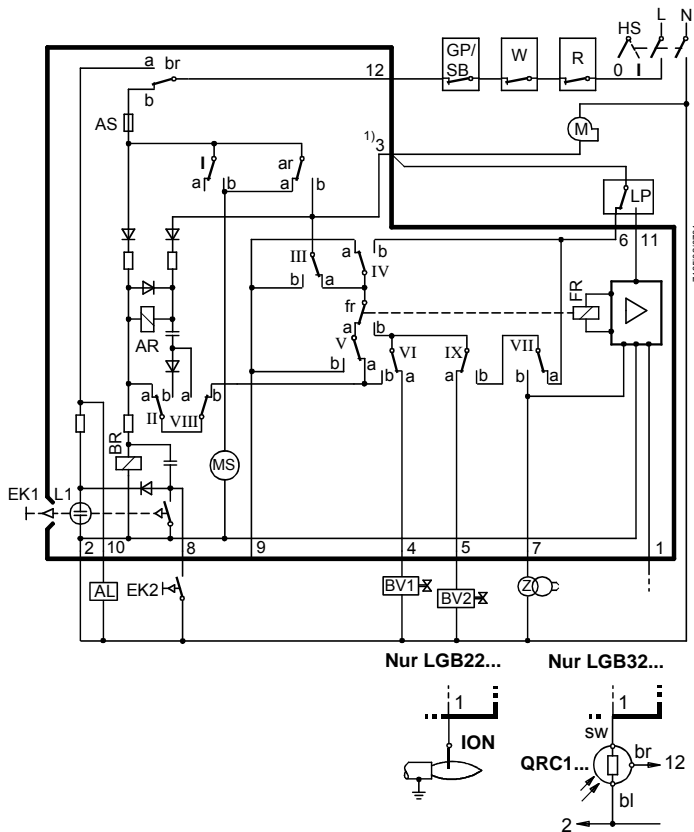 HS L N
GP/
SB
W
R
0 I
a br
b
12
AS
1) 3
M
I
a b
ar
a b
LP
6 11
III
b a
a b
IV
fr
a b
V
b a
VI
a b
IX
a b
VII
b a
FR
AR
a b
II
a b
VIII
BR
MS
EK1 L1
2 10 8 9 4 5 7 1
AL
EK2
BV1
BV2
Z
Nur LGB22...
Nur LGB32...
1
ION
1
sw
br
12
QRC1...
bl
2